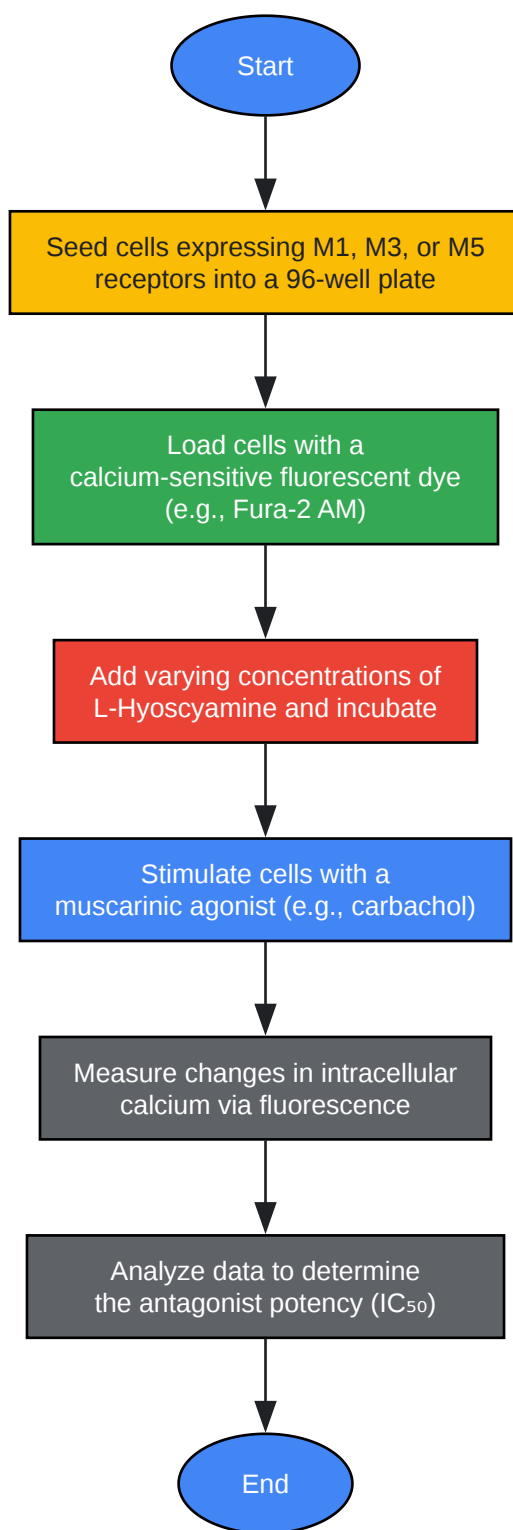 Start
Seed cells expressing M1, M3, or M5
receptors into a 96-well plate
Load cells with a
calcium-sensitive fluorescent dye
(e.g., Fura-2 AM)
Add varying concentrations of
L-Hyoscyamine and incubate
Stimulate cells with a
muscarinic agonist (e.g., carbachol)
Measure changes in intracellular
calcium via fluorescence
Analyze data to determine
the antagonist potency (IC₅₀)
End